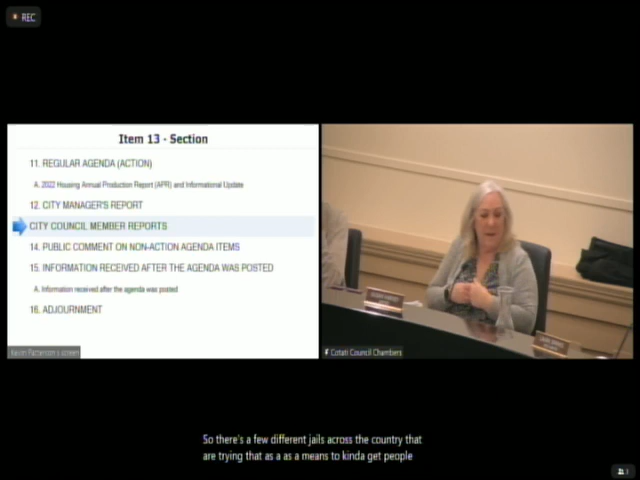 REC
Item 13 - Section
11. REGULAR AGENDA (ACTION)
A. 2022 Housing Annual Production Report (APR) and Informational Update
12. CITY MANAGER'S REPORT
CITY COUNCIL MEMBER REPORTS
14. PUBLIC COMMENT ON NON-ACTION AGENDA ITEMS
15. INFORMATION RECEIVED AFTER THE AGENDA WAS POSTED
A. Information received after the agenda was posted
16. ADJOURNMENT
Kevin Patterson's screen
Cotati Council Chambers
So there's a few different jails across the country that
are trying that as a as a means to kinda get people